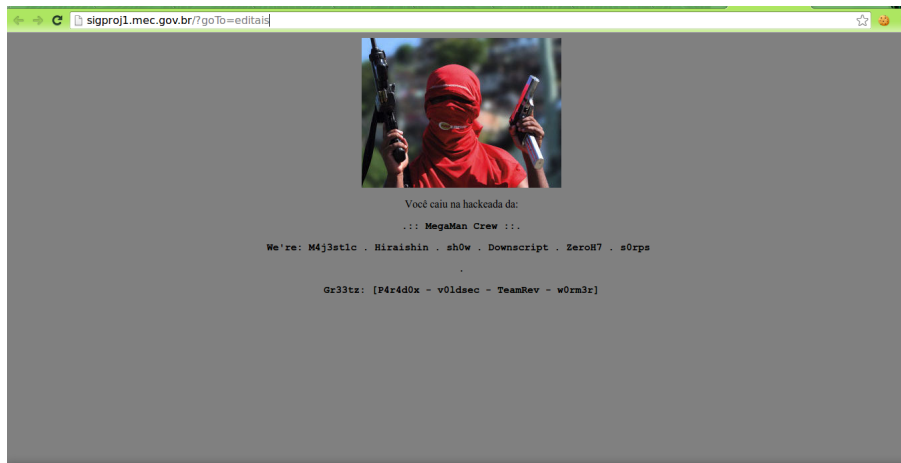 sigproj1.mec.gov.br/?goTo=editais
Você caiu na hackeada da:
.:: MegaMan Crew ::.
We're: M4j3st1c . Hiraishin . sh0w . Downscript . ZeroH7 . s0rps
.
Gr33tz: [P4r4d0x - v0ldsec - TeamRev - w0rm3r]